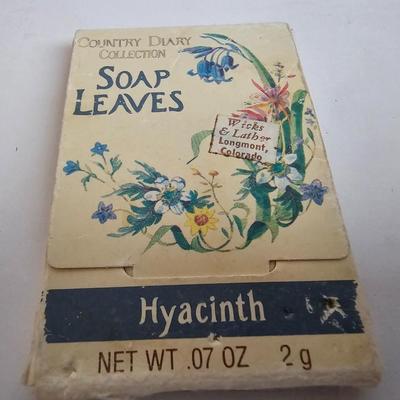 COUNTRY DIARY
COLLECTION
SOAP
LEAVES
Wicks
& Lather
Longmont,
Colorado
Hyacinth
NET WT .07 OZ 2 g